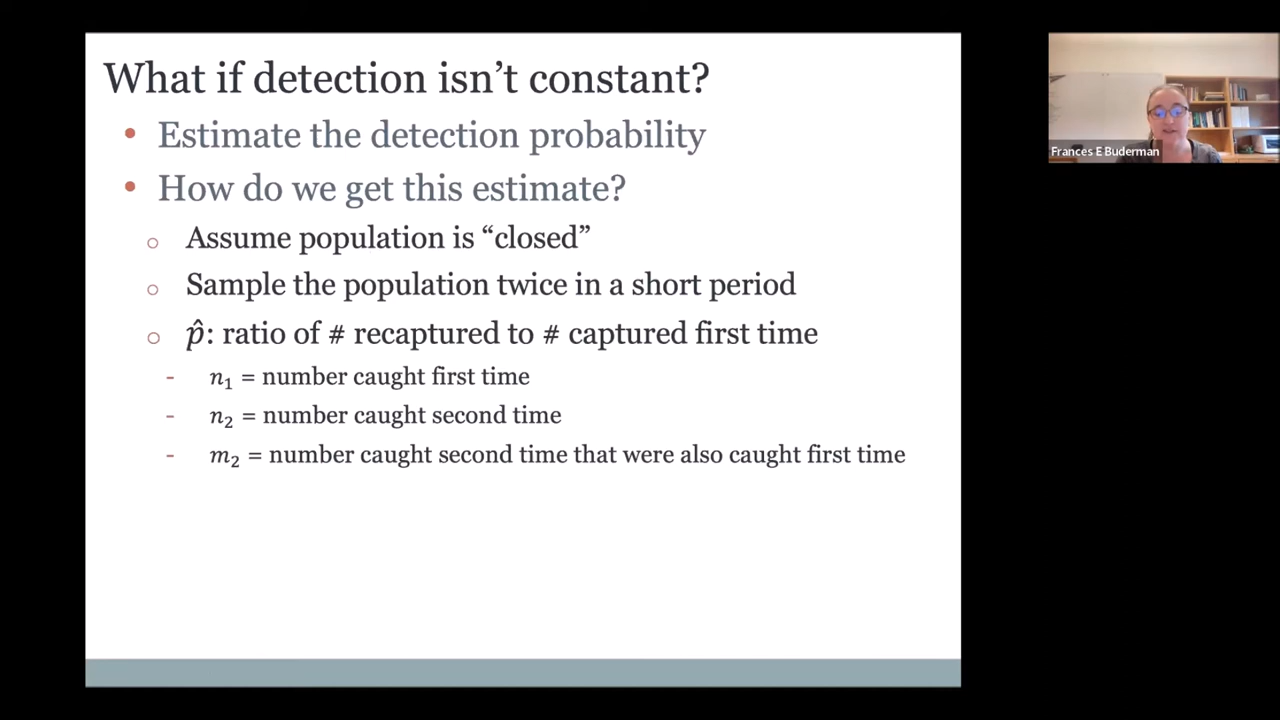 What if detection isn’t constant?
• Estimate the detection probability
• How do we get this estimate?
○ Assume population is “closed”
○ Sample the population twice in a short period
○ p̂: ratio of # recaptured to # captured first time
- n₁ = number caught first time
- n₂ = number caught second time
- m₂ = number caught second time that were also caught first time
Frances E Buderman